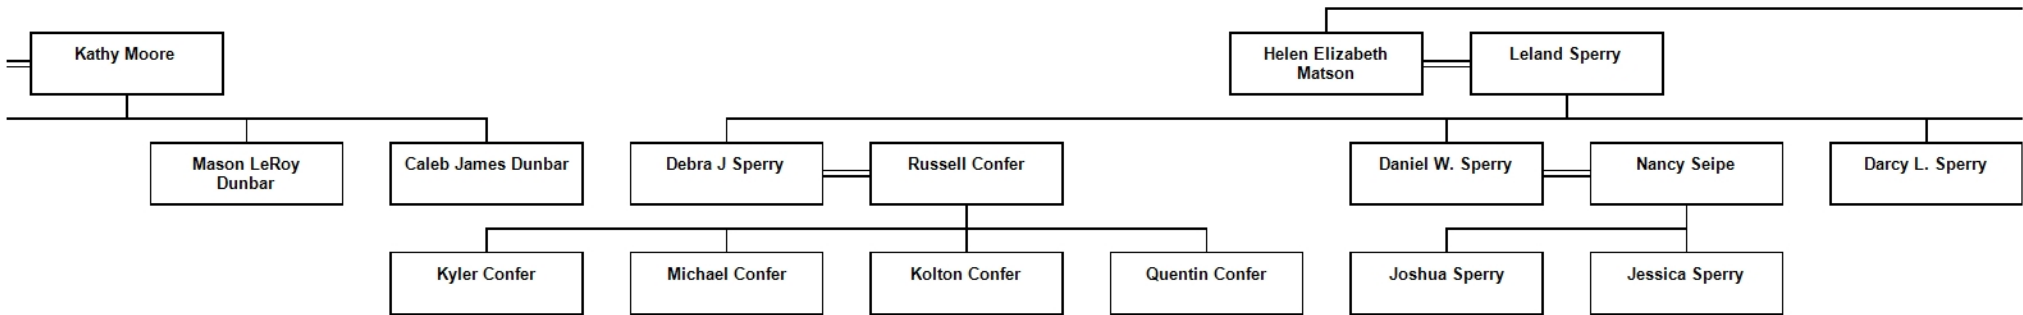 Kathy Moore
Helen Elizabeth
Matson
Leland Sperry
Mason LeRoy
Dunbar
Caleb James Dunbar
Debra J Sperry
Russell Confer
Daniel W. Sperry
Nancy Seipe
Darcy L. Sperry
Kyler Confer
Michael Confer
Kolton Confer
Quentin Confer
Joshua Sperry
Jessica Sperry